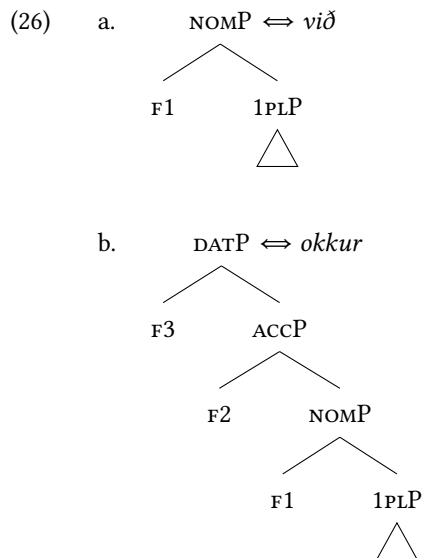 (26) a. NOMP ⇔ við
F1 1PLP
b. DATP ⇔ okkur
F3 ACCP
F2 NOMP
F1 1PLP